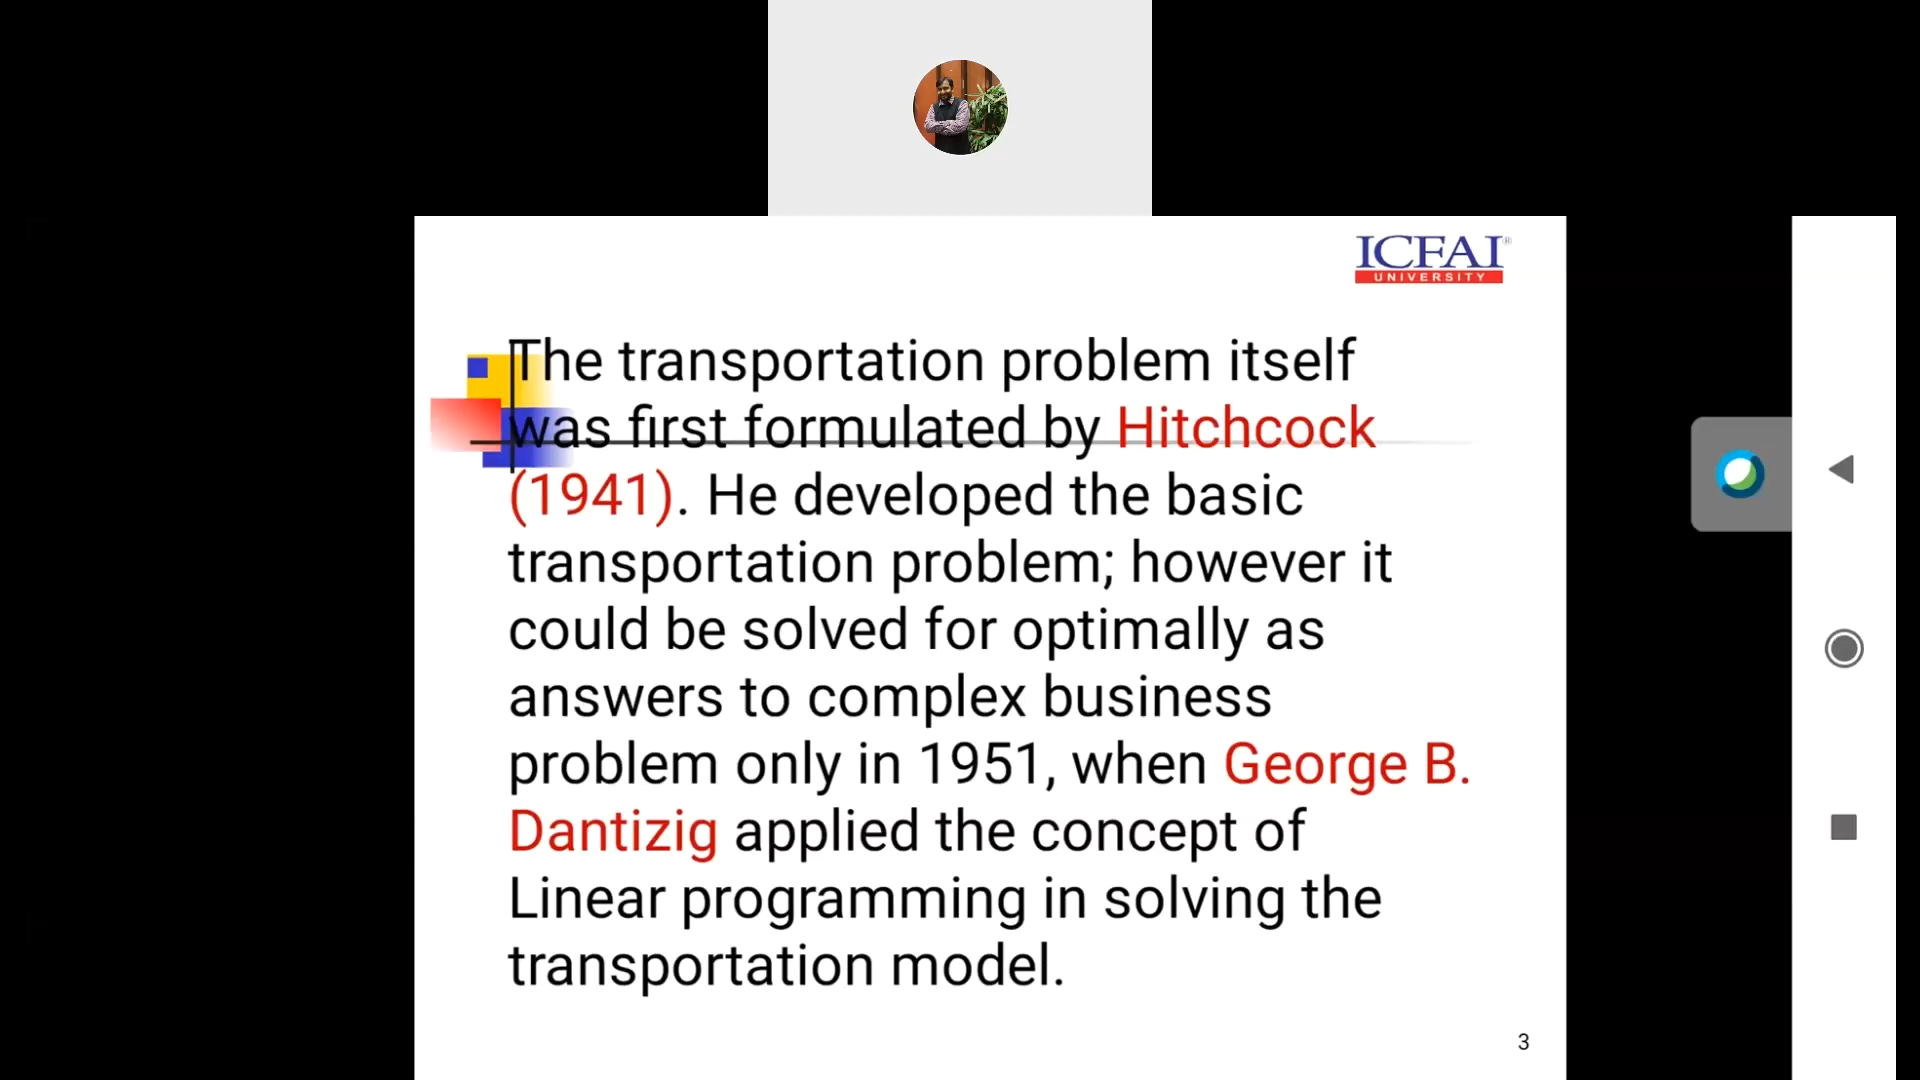 ICFAI®
UNIVERSITY
The transportation problem itself
was first formulated by Hitchcock
(1941). He developed the basic
transportation problem; however it
could be solved for optimally as
answers to complex business
problem only in 1951, when George B.
Dantizig applied the concept of
Linear programming in solving the
transportation model.
3